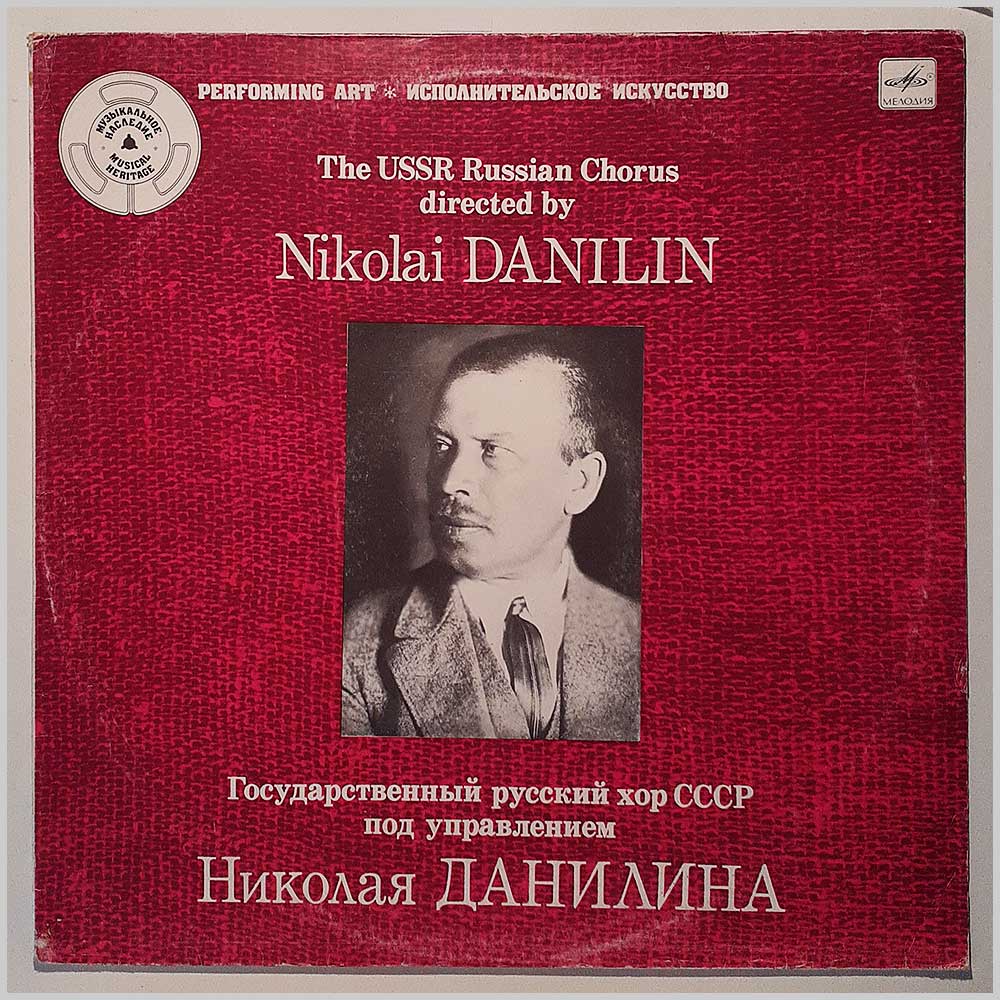 PERFORMING ART * ИСПОЛНИТЕЛЬСКОЕ ИСКУССТВО
МУЗЫКАЛЬНОЕ
НАСЛЕДИЕ
MUSICAL
HERITAGE
МЕЛОДИЯ
The USSR Russian Chorus
directed by
Nikolai DANILIN
Государственный русский хор СССР
под управлением
Николая ДАНИЛИНА